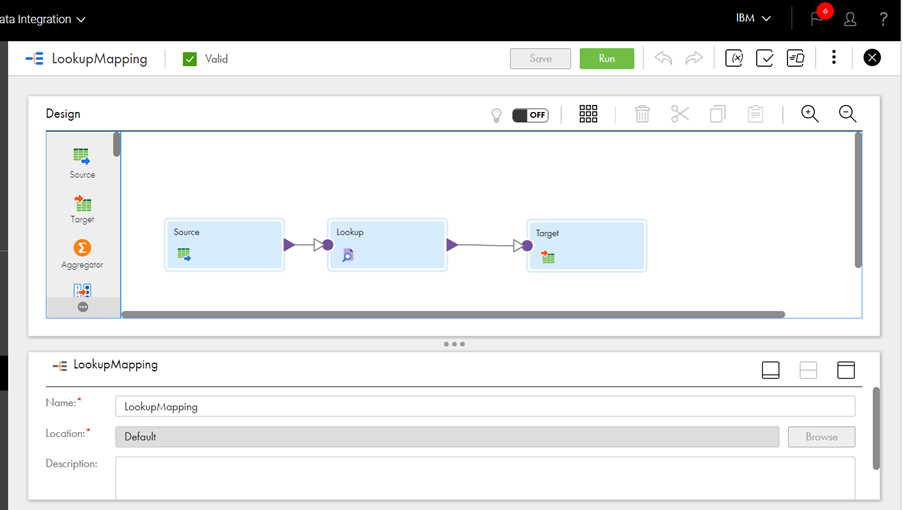 ata Integration
IBM
6
?
LookupMapping
Valid
Save
Run
(x)
Design
OFF
Source
Target
Σ
Aggregator
Source
Lookup
Target
LookupMapping
Name:*
LookupMapping
Location:*
Default
Browse
Description: